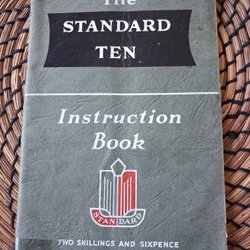 The
STANDARD
TEN
Instruction
Book
STANDARD
TWO SHILLINGS AND SIXPENCE